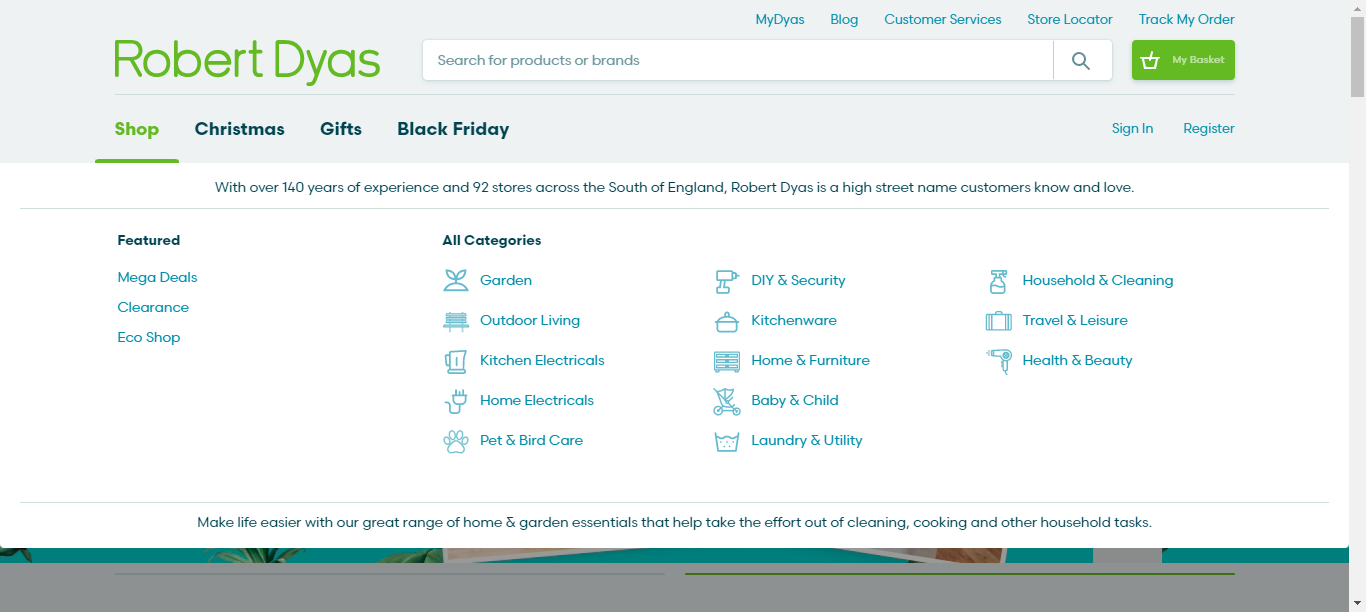 MyDyas Blog Customer Services Store Locator Track My Order
Robert Dyas
Search for products or brands
My Basket
Shop Christmas Gifts Black Friday
Sign In Register
With over 140 years of experience and 92 stores across the South of England, Robert Dyas is a high street name customers know and love.
Featured
Mega Deals
Clearance
Eco Shop
All Categories
Garden
Outdoor Living
Kitchen Electricals
Home Electricals
Pet & Bird Care
DIY & Security
Kitchenware
Home & Furniture
Baby & Child
Laundry & Utility
Household & Cleaning
Travel & Leisure
Health & Beauty
Make life easier with our great range of home & garden essentials that help take the effort out of cleaning, cooking and other household tasks.